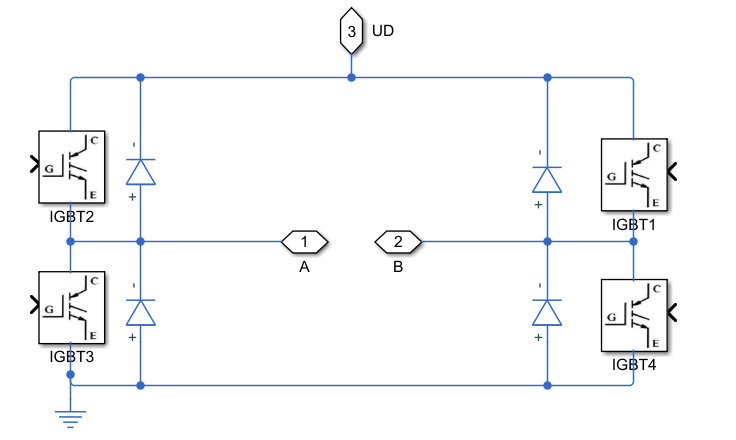 3 UD
C
G
E
IGBT2
-
+
-
+
C
G
E
IGBT1
1
A
2
B
C
G
E
IGBT3
-
+
-
+
C
G
E
IGBT4